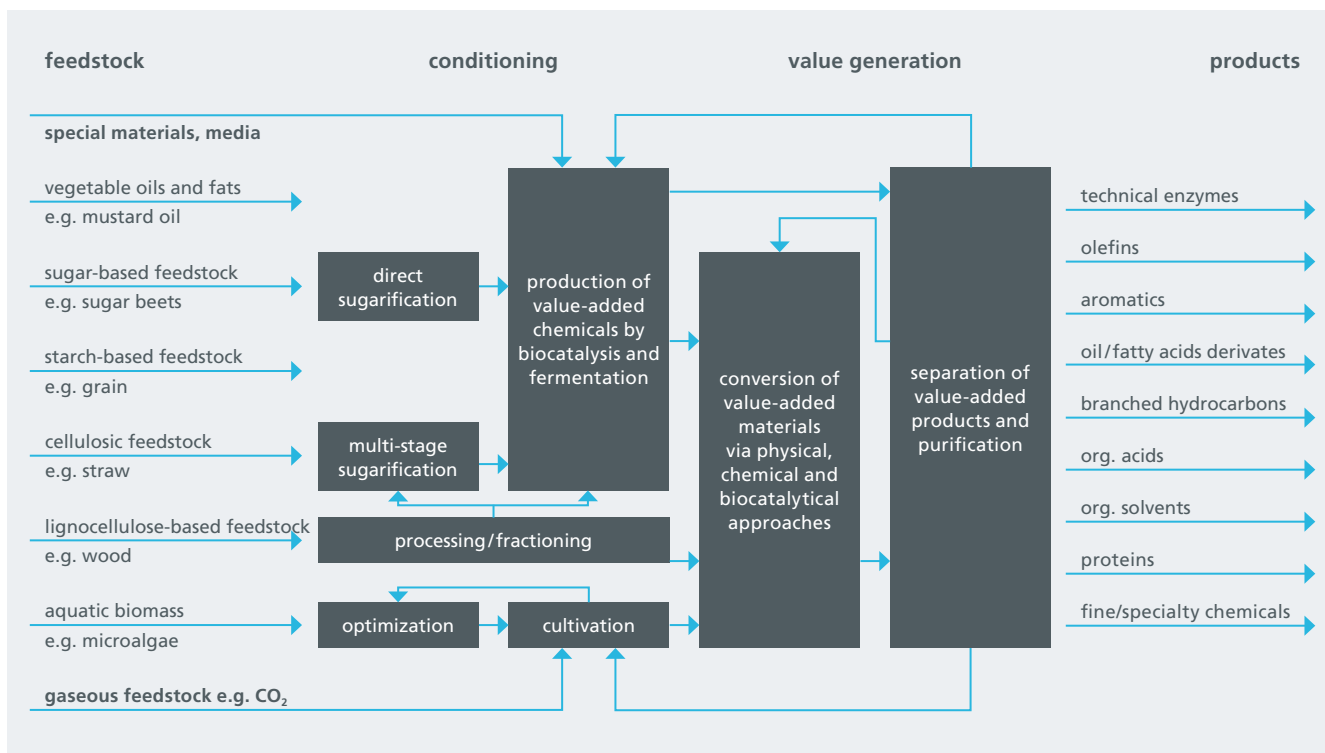 feedstock
conditioning
value generation
products
special materials, media
vegetable oils and fats
e.g. mustard oil
sugar-based feedstock
e.g. sugar beets
starch-based feedstock
e.g. grain
cellulosic feedstock
e.g. straw
lignocellulose-based feedstock
e.g. wood
aquatic biomass
e.g. microalgae
gaseous feedstock e.g. CO₂
direct
sugarification
multi-stage
sugarification
processing/fractioning
optimization
cultivation
production of
value-added
chemicals by
biocatalysis and
fermentation
conversion of
value-added
materials
via physical,
chemical and
biocatalytical
approaches
separation of
value-added
products and
purification
technical enzymes
olefins
aromatics
oil/fatty acids derivates
branched hydrocarbons
org. acids
org. solvents
proteins
fine/specialty chemicals